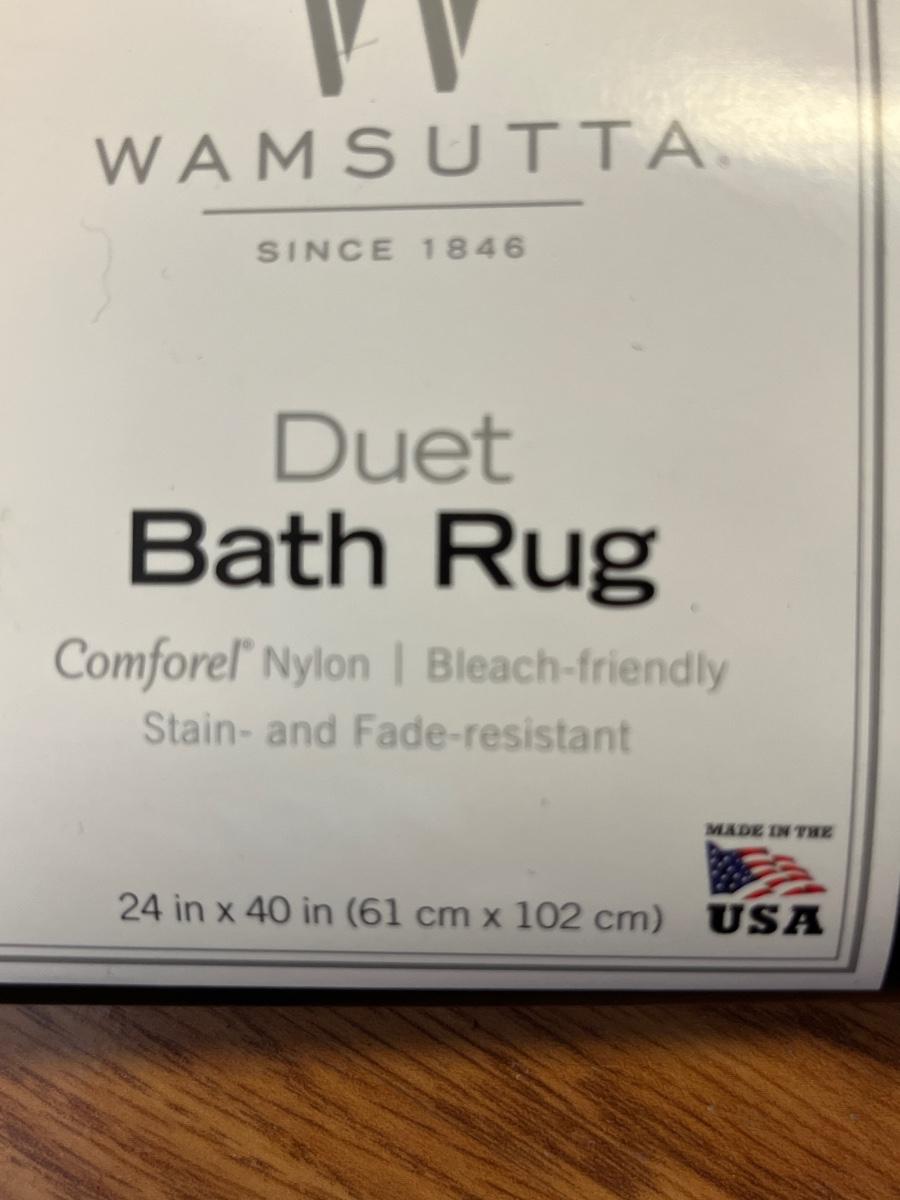 W
WAMSUTTA®
SINCE 1846
Duet
Bath Rug
Comforel® Nylon | Bleach-friendly
Stain- and Fade-resistant
24 in x 40 in (61 cm x 102 cm)
MADE IN THE
USA